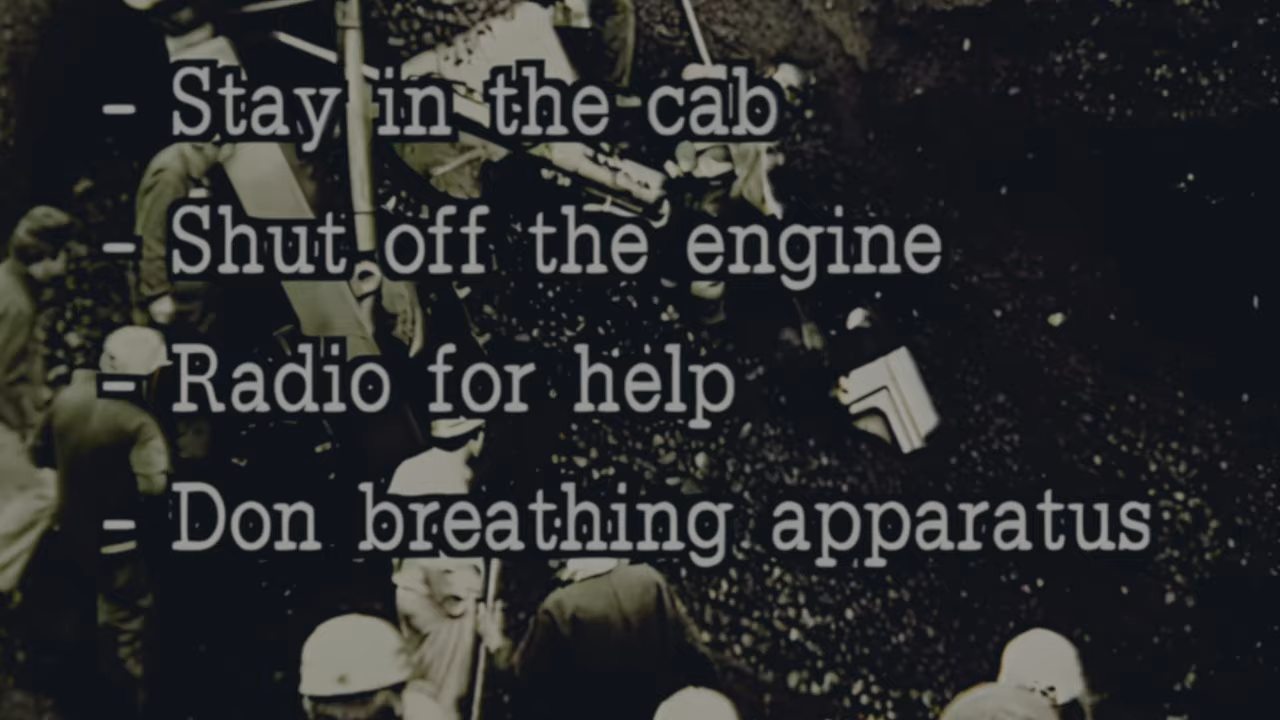 - Stay in the cab
- Shut off the engine
- Radio for help
- Don breathing apparatus